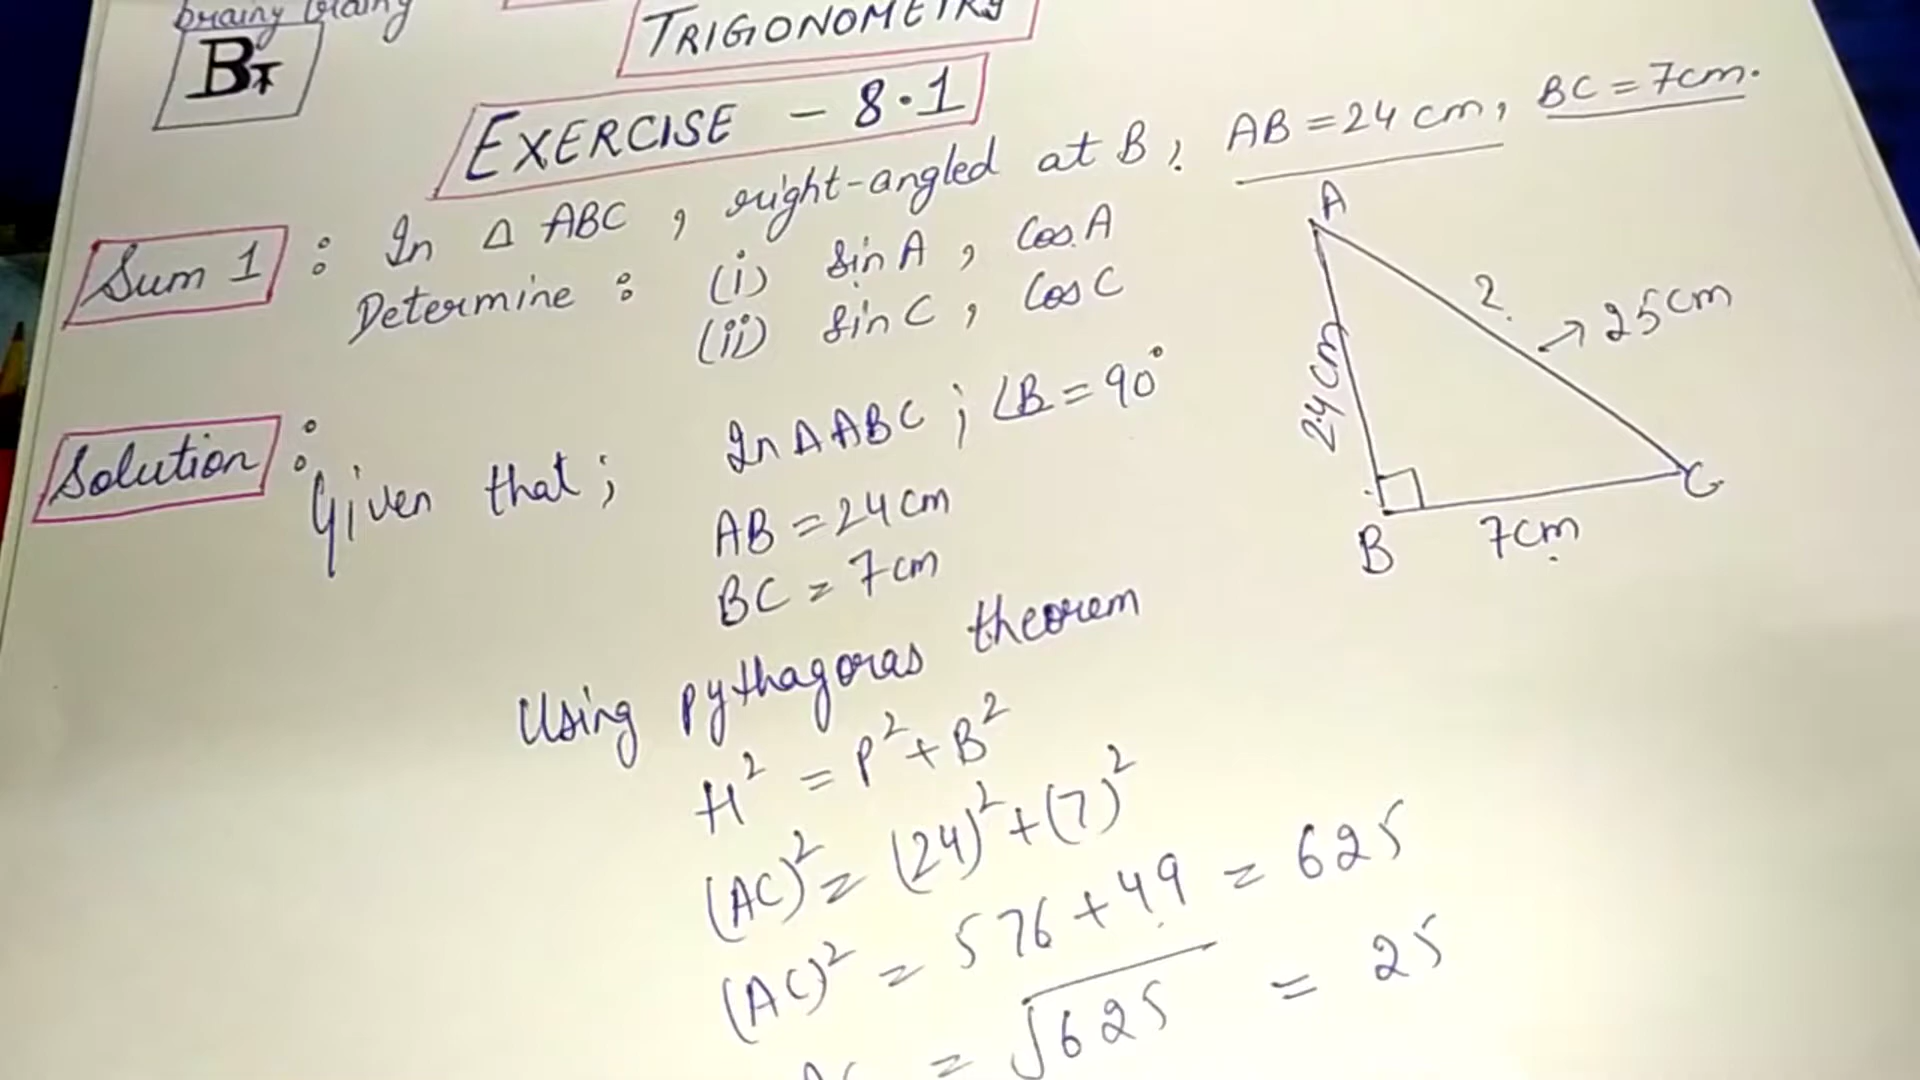 brainy
BT
TRIGONOMETRY
EXERCISE - 8.1
Sum 1 : In △ ABC , right-angled at B ; AB = 24 cm, BC = 7cm.
Determine : (i) sin A , cos A
(ii) sin C , cos C
A
?
→ 25cm
24cm
B
7cm
C
Solution :
Given that ; In △ ABC ; ∠B = 90°
AB = 24cm
BC = 7cm
Using pythagoras theorem
H² = P² + B²
(AC)² = (24)² + (7)²
(AC)² = 576 + 49 = 625
= √625 = 25